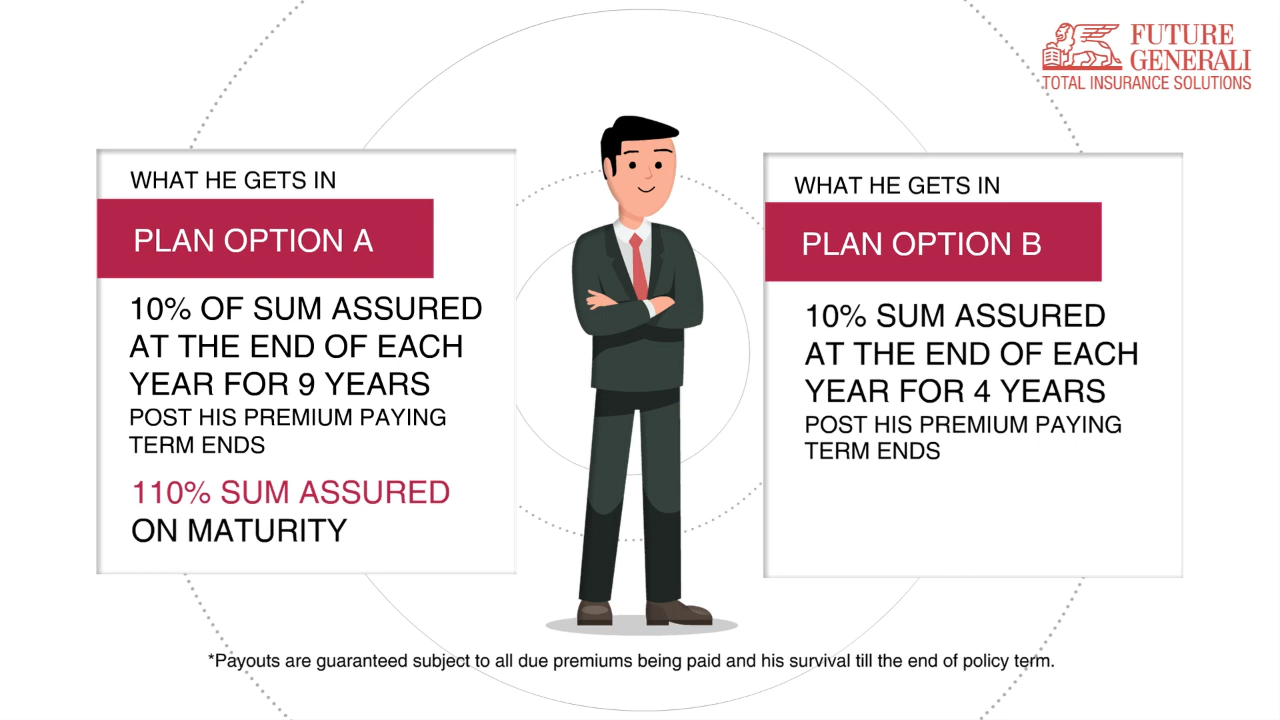 FUTURE
GENERALI
TOTAL INSURANCE SOLUTIONS
WHAT HE GETS IN
PLAN OPTION A
10% OF SUM ASSURED
AT THE END OF EACH
YEAR FOR 9 YEARS
POST HIS PREMIUM PAYING
TERM ENDS
110% SUM ASSURED
ON MATURITY
WHAT HE GETS IN
PLAN OPTION B
10% SUM ASSURED
AT THE END OF EACH
YEAR FOR 4 YEARS
POST HIS PREMIUM PAYING
TERM ENDS
*Payouts are guaranteed subject to all due premiums being paid and his survival till the end of policy term.